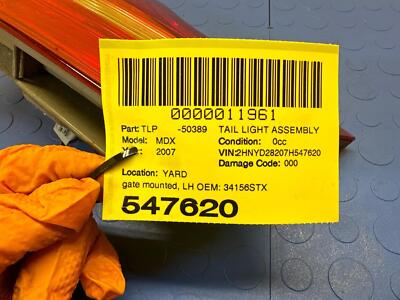 0000011961
Part: TLP -50389 TAIL LIGHT ASSEMBLY
Model: MDX Condition: 0cc
2007 VIN:2HNYD28207H547620
Damage Code: 000
Location: YARD
gate mounted, LH OEM: 34156STX
547620